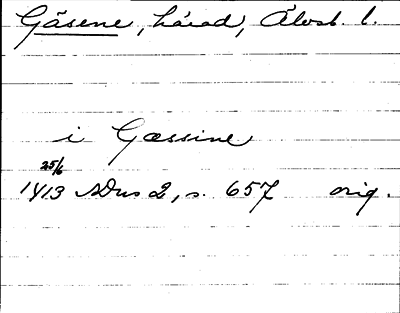 Gäsene, härad, Älvsb. l.
i Gæssine
25/6
1413 SDns 2, s. 657 orig.